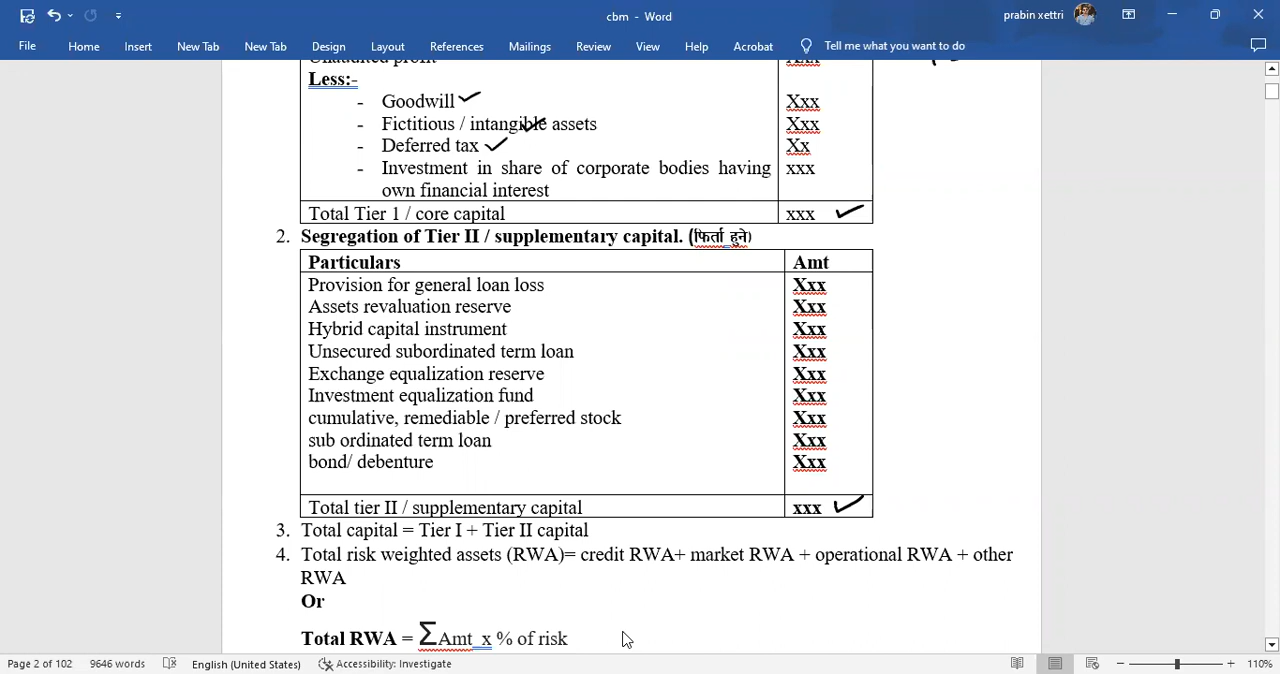 cbm - Word
prabin xettri
File Home Insert New Tab New Tab Design Layout References Mailings Review View Help Acrobat Tell me what you want to do
Unaudited profit Xxx
Less:-
- Goodwill Xxx
- Fictitious / intangible assets Xxx
- Deferred tax Xx
- Investment in share of corporate bodies having xxx
own financial interest
Total Tier 1 / core capital xxx
2. Segregation of Tier II / supplementary capital. (फिर्ता हुने)
Particulars Amt
Provision for general loan loss Xxx
Assets revaluation reserve Xxx
Hybrid capital instrument Xxx
Unsecured subordinated term loan Xxx
Exchange equalization reserve Xxx
Investment equalization fund Xxx
cumulative, remediable / preferred stock Xxx
sub ordinated term loan Xxx
bond/ debenture Xxx
Total tier II / supplementary capital xxx
3. Total capital = Tier I + Tier II capital
4. Total risk weighted assets (RWA)= credit RWA+ market RWA + operational RWA + other
RWA
Or
Total RWA = ΣAmt x % of risk
Page 2 of 102 9646 words English (United States) Accessibility: Investigate 110%